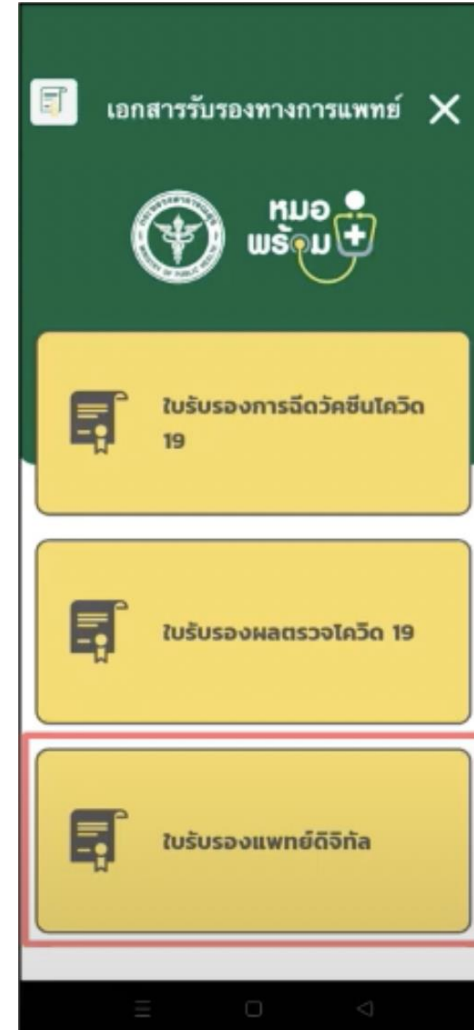 เอกสารรับรองทางการแพทย์
หมอ
พร้อม
ใบรับรองการฉีดวัคซีนโควิด
19
ใบรับรองผลตรวจโควิด 19
ใบรับรองแพทย์ดิจิทัล